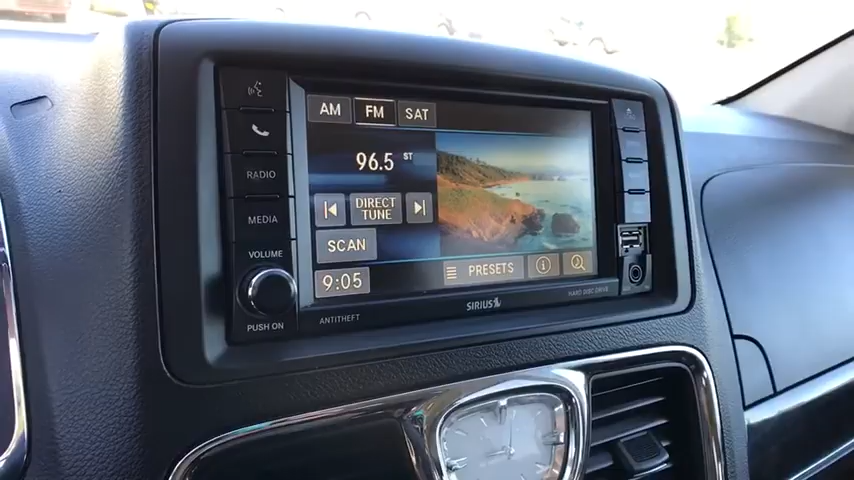 AM FM SAT
96.5 ST
RADIO
DIRECT
TUNE
MEDIA
SCAN
VOLUME
9:05
PRESETS
PUSH ON
ANTITHEFT
SIRIUS
HARD DISC DRIVE